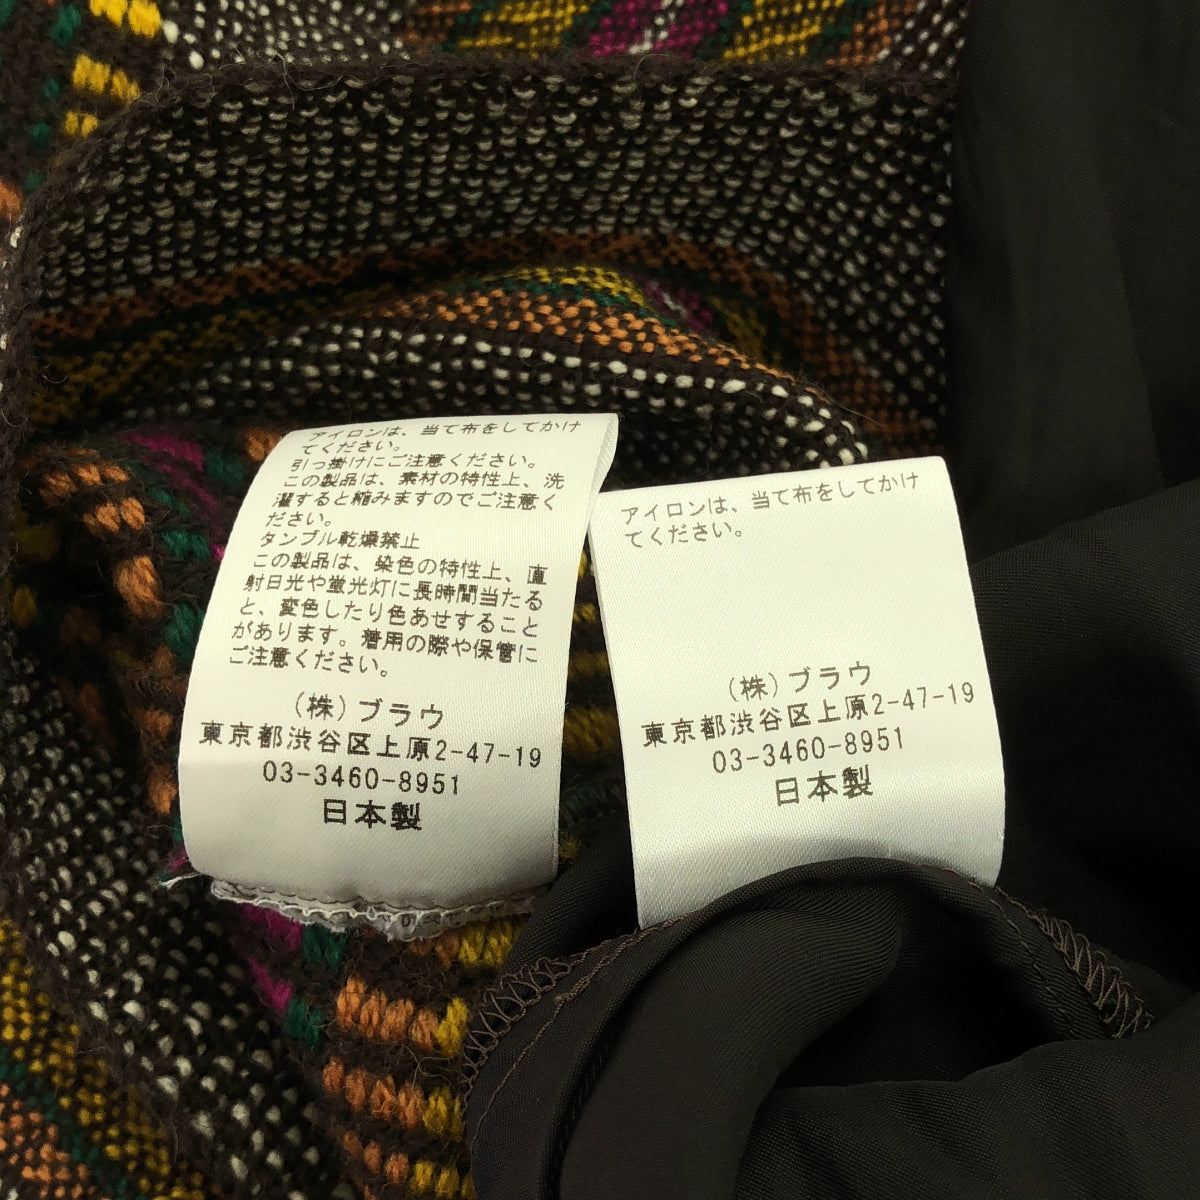 アイロンは、当て布をしてかけ
てください。
引っ掛けにご注意ください。
この製品は、素材の特性上、洗
濯すると縮みますのでご注意く
ださい。
タンブル乾燥禁止
この製品は、染色の特性上、直
射日光や蛍光灯に長時間当たる
と、変色したり色あせすること
があります。着用の際や保管に
ご注意ください。
(株)ブラウ
東京都渋谷区上原2-47-19
03-3460-8951
日本製
アイロンは、当て布をしてかけ
てください。
(株)ブラウ
東京都渋谷区上原2-47-19
03-3460-8951
日本製